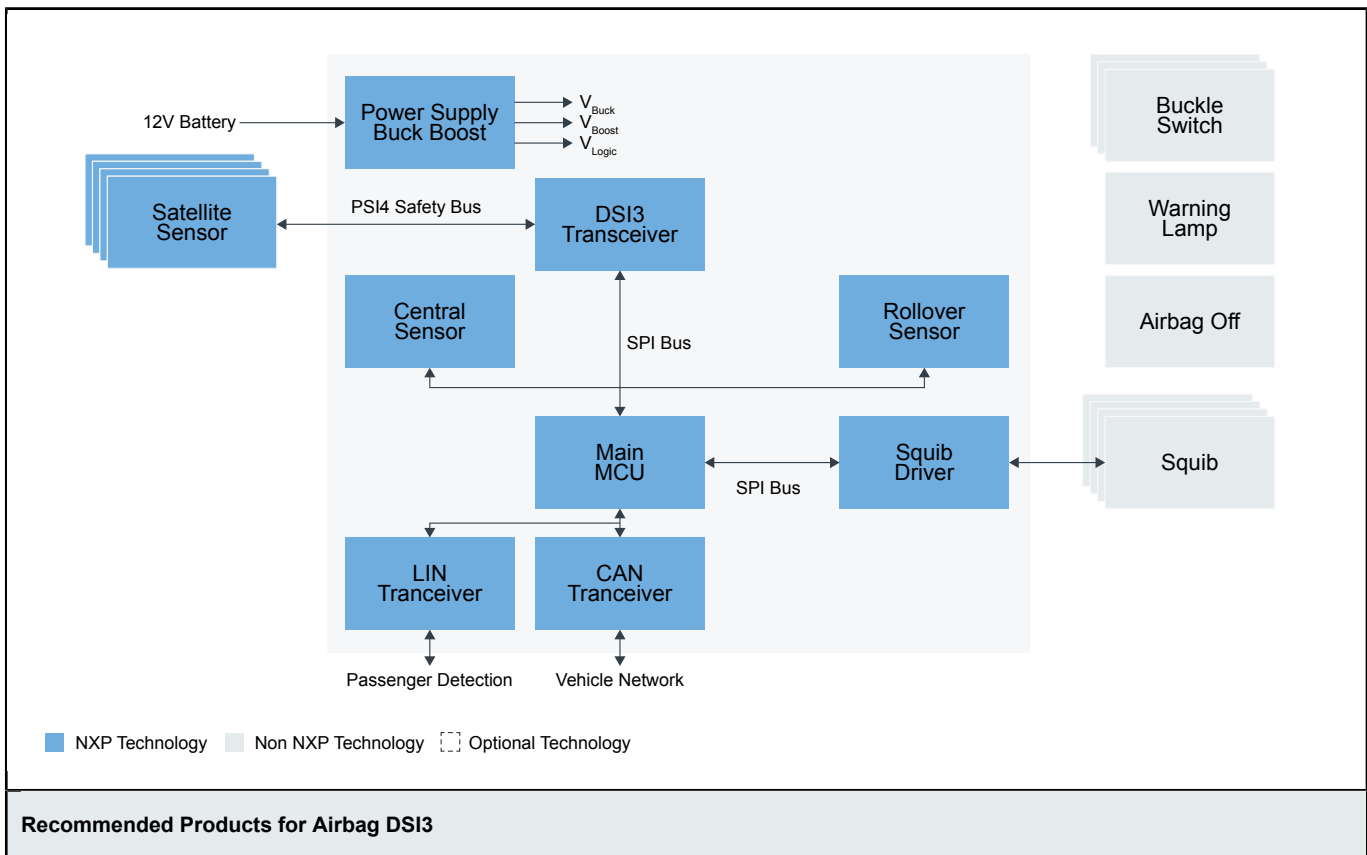 12V Battery
Power Supply
Buck Boost
VBuck
VBoost
VLogic
Buckle
Switch
Satellite
Sensor
PSI4 Safety Bus
DSI3
Transceiver
Warning
Lamp
Central
Sensor
SPI Bus
Rollover
Sensor
Airbag Off
Main
MCU
SPI Bus
Squib
Driver
Squib
LIN
Tranceiver
CAN
Tranceiver
Passenger Detection
Vehicle Network
NXP Technology
Non NXP Technology
Optional Technology
Recommended Products for Airbag DSI3